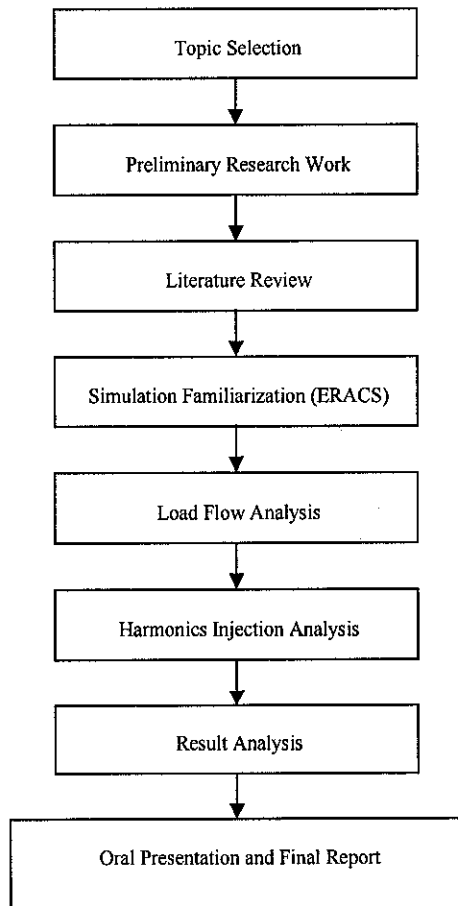 Topic Selection
Preliminary Research Work
Literature Review
Simulation Familiarization (ERACS)
Load Flow Analysis
Harmonics Injection Analysis
Result Analysis
Oral Presentation and Final Report